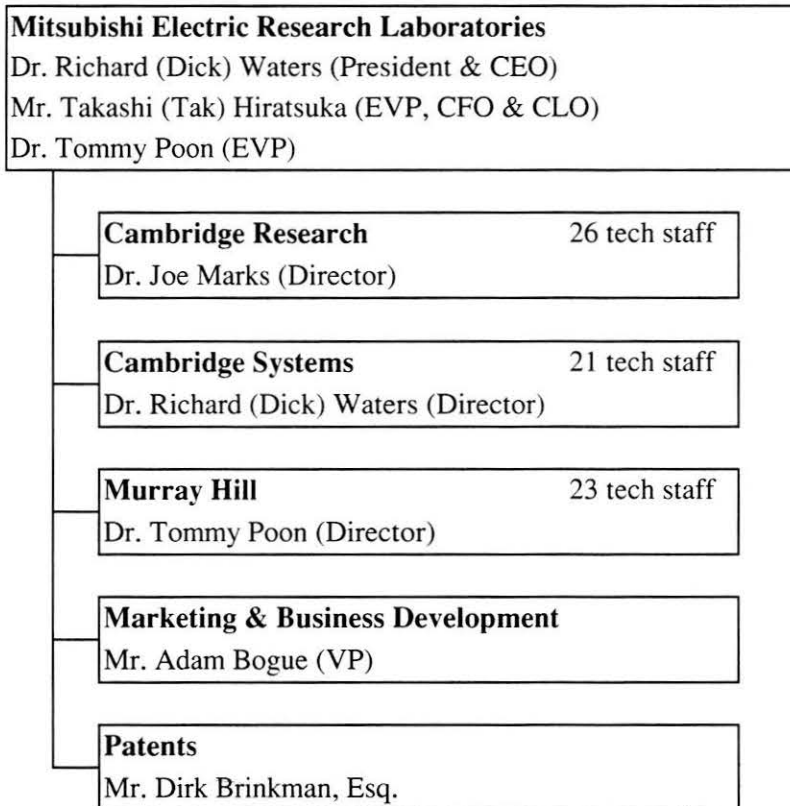 Mitsubishi Electric Research Laboratories
Dr. Richard (Dick) Waters (President & CEO)
Mr. Takashi (Tak) Hiratsuka (EVP, CFO & CLO)
Dr. Tommy Poon (EVP)
Cambridge Research 26 tech staff
Dr. Joe Marks (Director)
Cambridge Systems 21 tech staff
Dr. Richard (Dick) Waters (Director)
Murray Hill 23 tech staff
Dr. Tommy Poon (Director)
Marketing & Business Development
Mr. Adam Bogue (VP)
Patents
Mr. Dirk Brinkman, Esq.